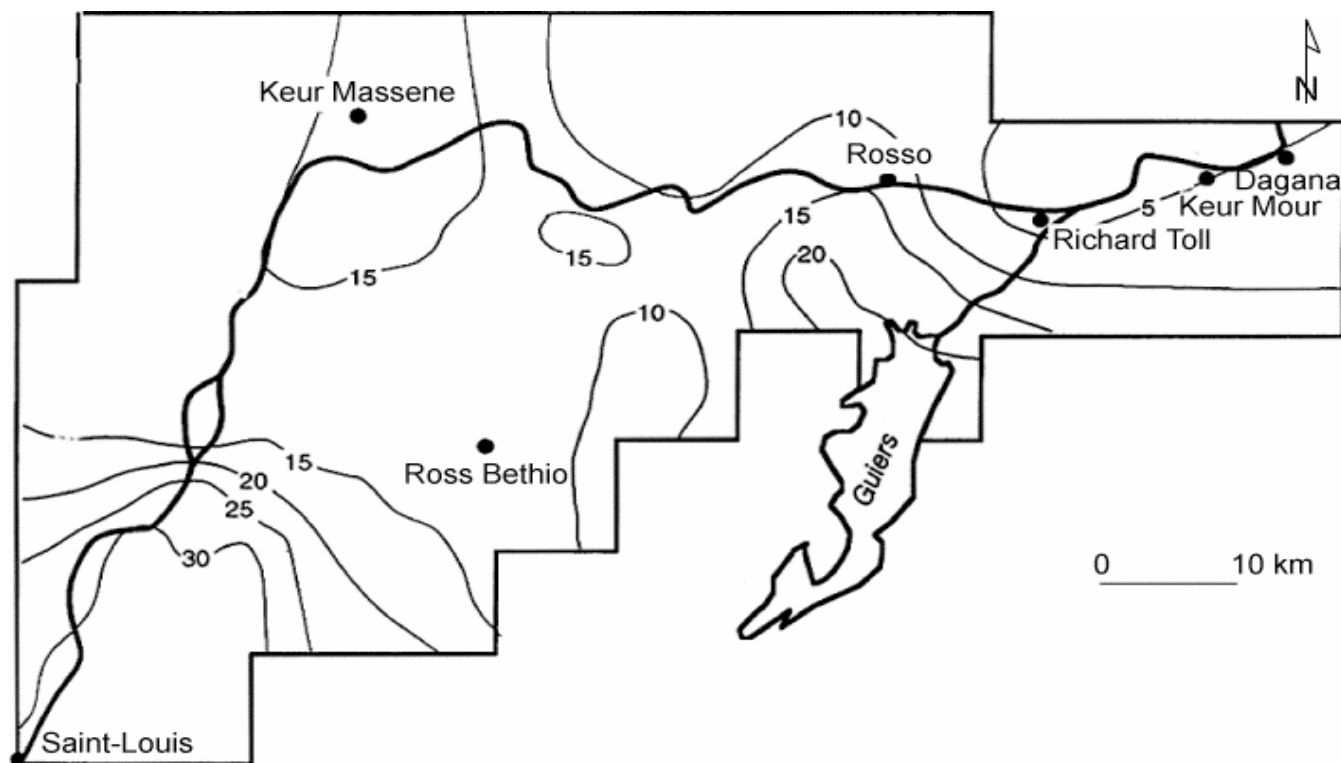 N
Keur Massene
10
Rosso
Dagana
5
Keur Mour
15
Richard Toll
15
15
20
10
15
Ross Bethio
20
Guiers
25
30
0 10 km
Saint-Louis